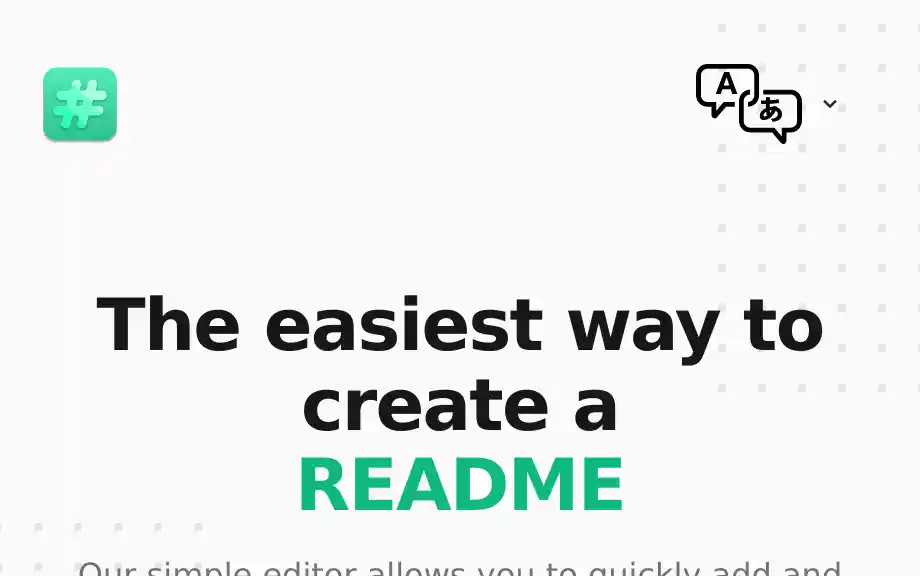 #
A
あ
The easiest way to
create a
README
Our simple editor allows you to quickly add and